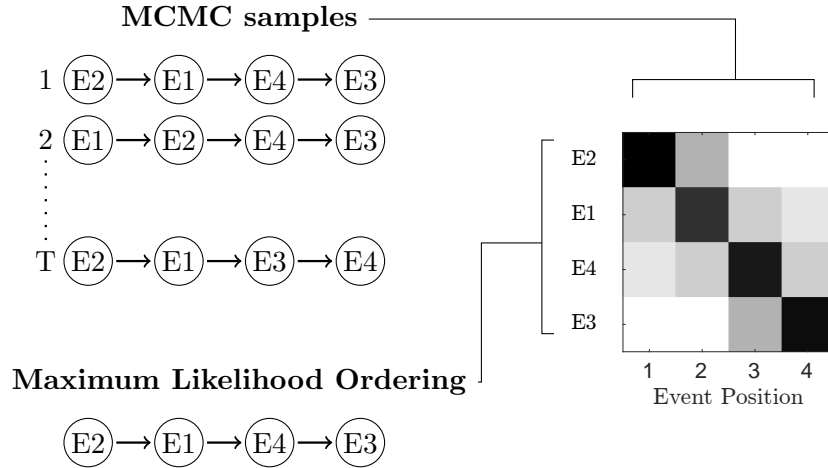 MCMC samples
1 E2 E1 E4 E3
2 E1 E2 E4 E3
T E2 E1 E3 E4
Maximum Likelihood Ordering
E2 E1 E4 E3
E2
E1
E4
E3
1 2 3 4
Event Position